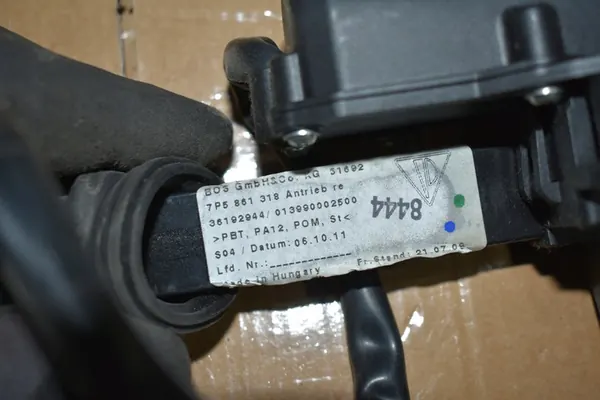 BOS GmbH&Co. KG 31692
7P5 861 318 Antrieb re
36192944/ 013990002500
>PBT, PA12, POM, St<
S04 / Datum: 06.10.11
Lfd. Nr.:____________
Made in Hungary Fr.Stand: 21.07.09
8444